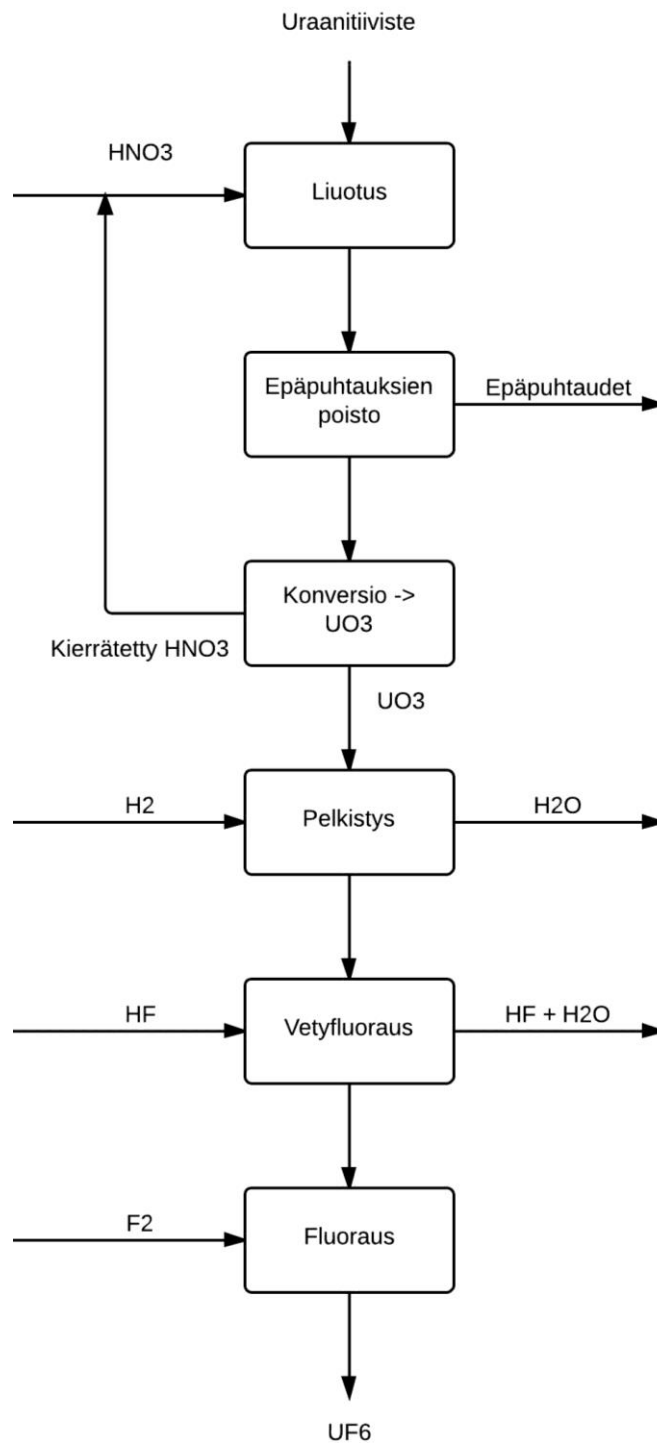 Uraanitiiviste
HNO3
Liuotus
Epäpuhtauksien
poisto
Epäpuhtaudet
Konversio ->
UO3
Kierrätetty HNO3
UO3
H2
Pelkistys
H2O
HF
Vetyfluoraus
HF + H2O
F2
Fluoraus
UF6